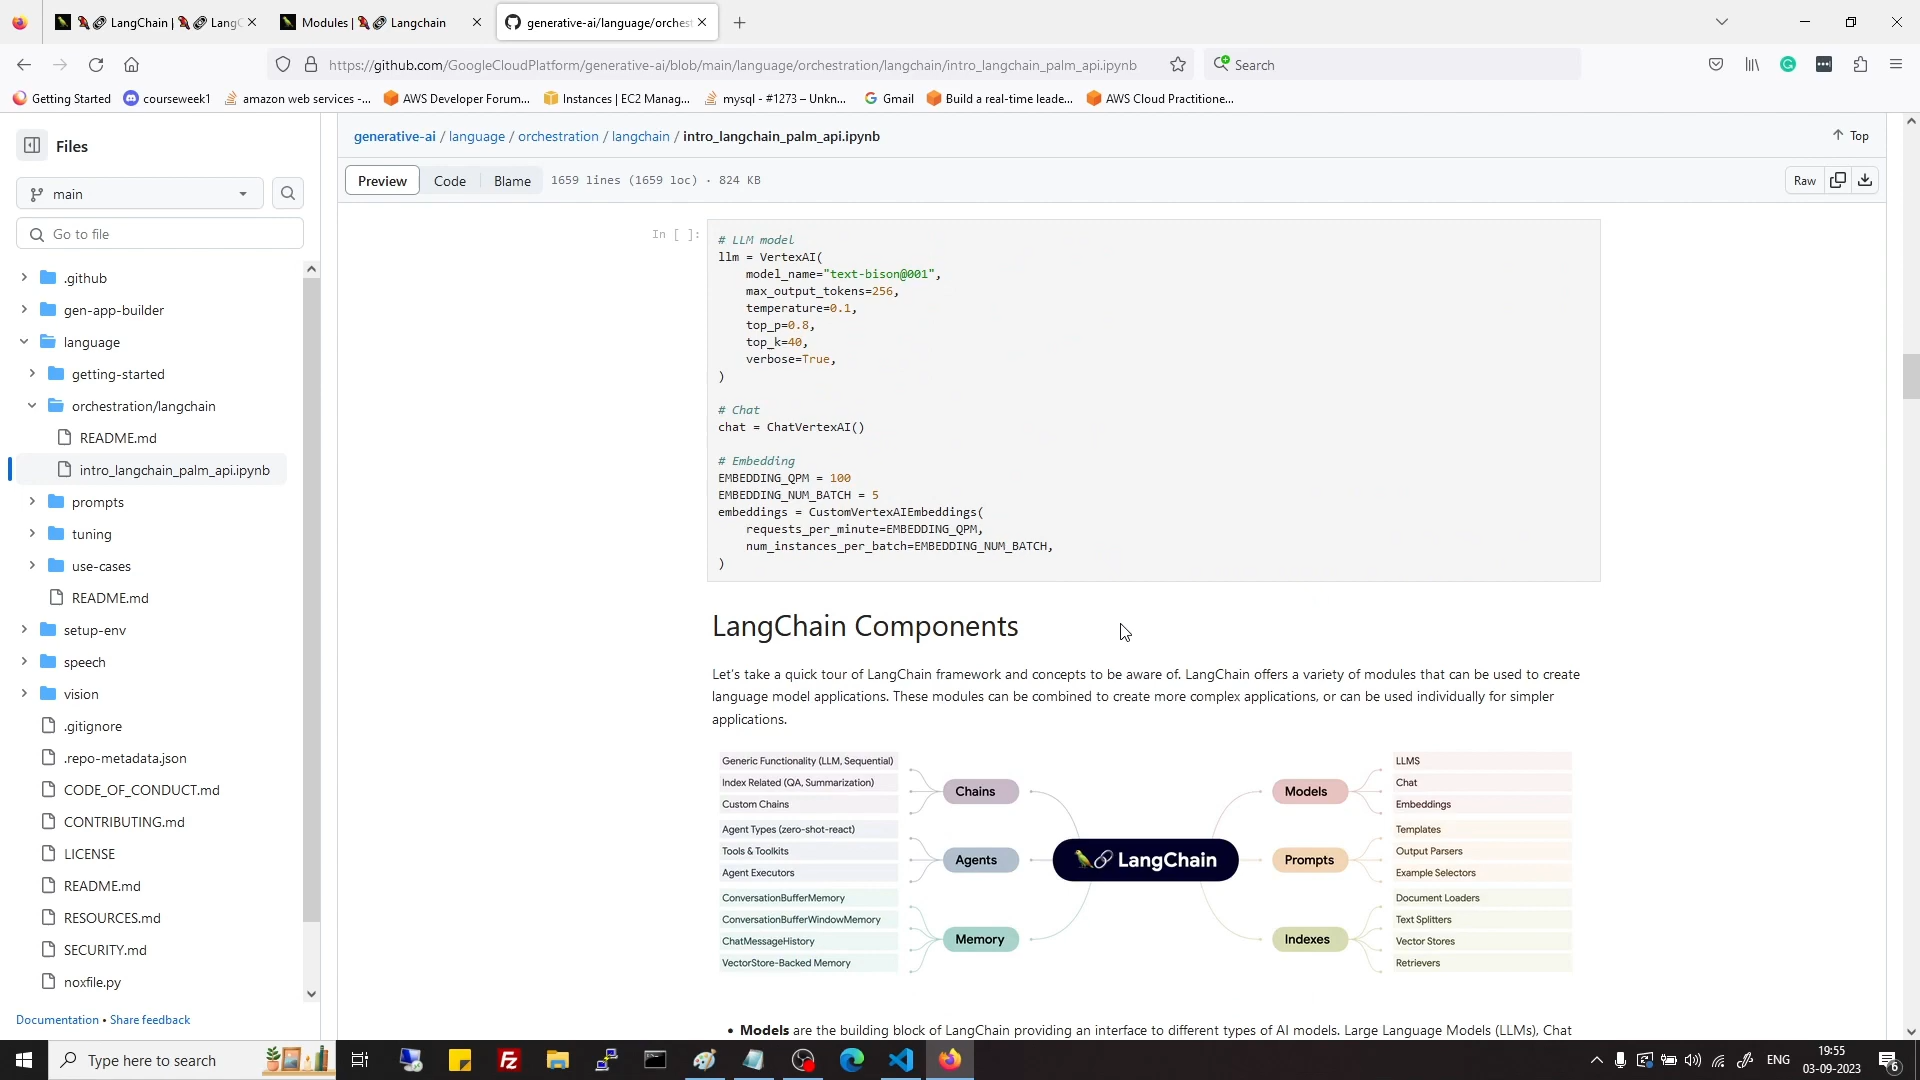 LangChain | LangC
Modules | Langchain
generative-ai/language/orches
https://github.com/GoogleCloudPlatform/generative-ai/blob/main/language/orchestration/langchain/intro_langchain_palm_api.ipynb
Search
Getting Started
courseweek1
amazon web services -...
AWS Developer Forum...
Instances | EC2 Manag...
mysql - #1273 – Unkn...
Gmail
Build a real-time leade...
AWS Cloud Practitione...
Files
main
Go to file
.github
gen-app-builder
language
getting-started
orchestration/langchain
README.md
intro_langchain_palm_api.ipynb
prompts
tuning
use-cases
README.md
setup-env
speech
vision
.gitignore
.repo-metadata.json
CODE_OF_CONDUCT.md
CONTRIBUTING.md
LICENSE
README.md
RESOURCES.md
SECURITY.md
noxfile.py
Documentation • Share feedback
generative-ai / language / orchestration / langchain / intro_langchain_palm_api.ipynb
Top
Preview Code Blame 1659 lines (1659 loc) · 824 KB
Raw
In [ ]:
# LLM model
llm = VertexAI(
    model_name="text-bison@001",
    max_output_tokens=256,
    temperature=0.1,
    top_p=0.8,
    top_k=40,
    verbose=True,
)
# Chat
chat = ChatVertexAI()
# Embedding
EMBEDDING_QPM = 100
EMBEDDING_NUM_BATCH = 5
embeddings = CustomVertexAIEmbeddings(
    requests_per_minute=EMBEDDING_QPM,
    num_instances_per_batch=EMBEDDING_NUM_BATCH,
)
LangChain Components
Let's take a quick tour of LangChain framework and concepts to be aware of. LangChain offers a variety of modules that can be used to create
language model applications. These modules can be combined to create more complex applications, or can be used individually for simpler
applications.
Generic Functionality (LLM, Sequential)
Index Related (QA, Summarization)
Custom Chains
Chains
Agent Types (zero-shot-react)
Tools & Toolkits
Agent Executors
Agents
ConversationBufferMemory
ConversationBufferWindowMemory
ChatMessageHistory
VectorStore-Backed Memory
Memory
LangChain
Models
LLMS
Chat
Embeddings
Prompts
Templates
Output Parsers
Example Selectors
Indexes
Document Loaders
Text Splitters
Vector Stores
Retrievers
• Models are the building block of LangChain providing an interface to different types of AI models. Large Language Models (LLMs), Chat
Type here to search
ENG
19:55
03-09-2023
6